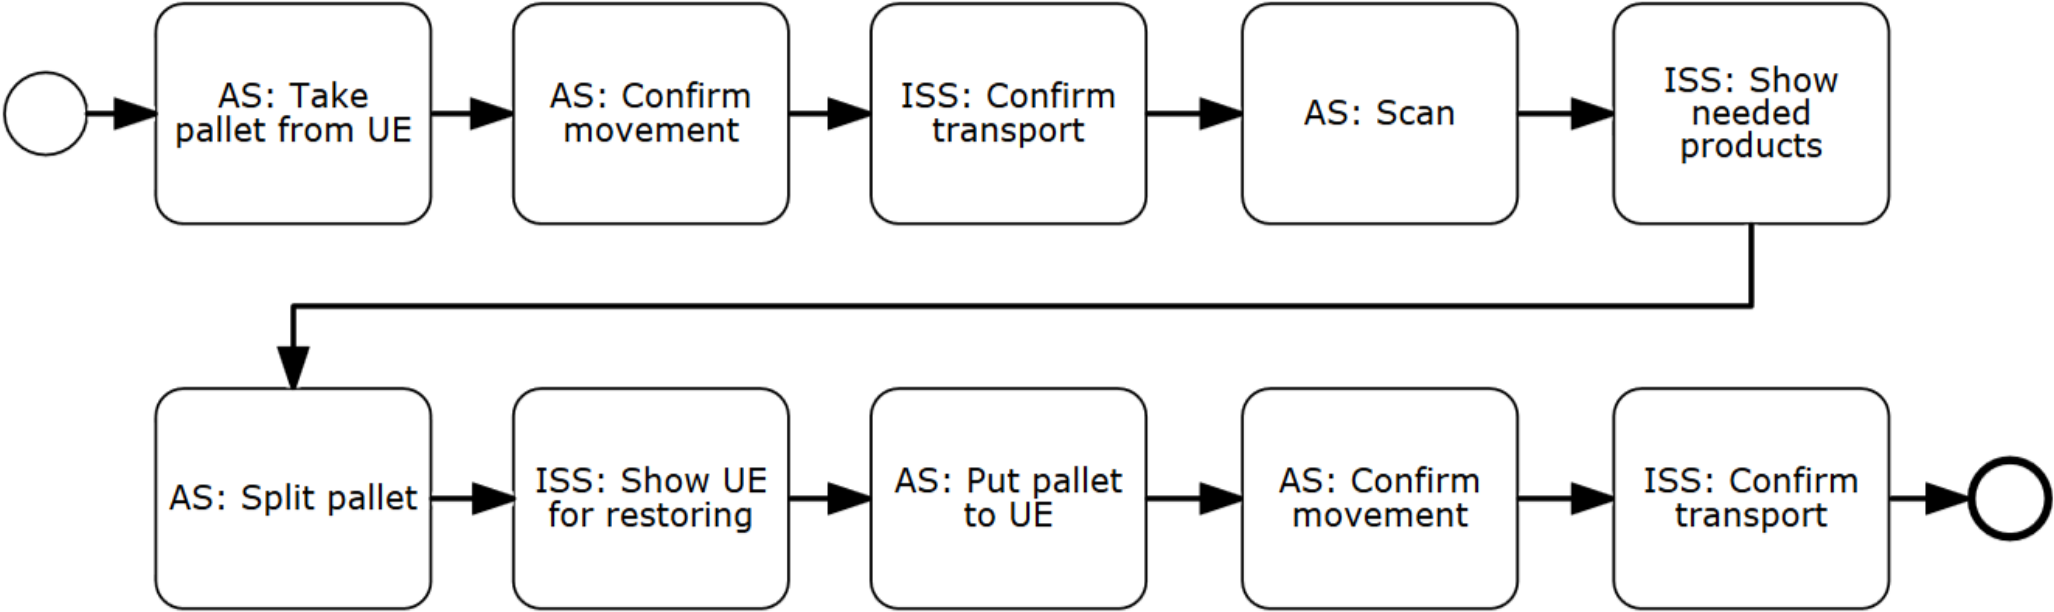 AS: Take
pallet from UE
AS: Confirm
movement
ISS: Confirm
transport
AS: Scan
ISS: Show
needed
products
AS: Split pallet
ISS: Show UE
for restoring
AS: Put pallet
to UE
AS: Confirm
movement
ISS: Confirm
transport